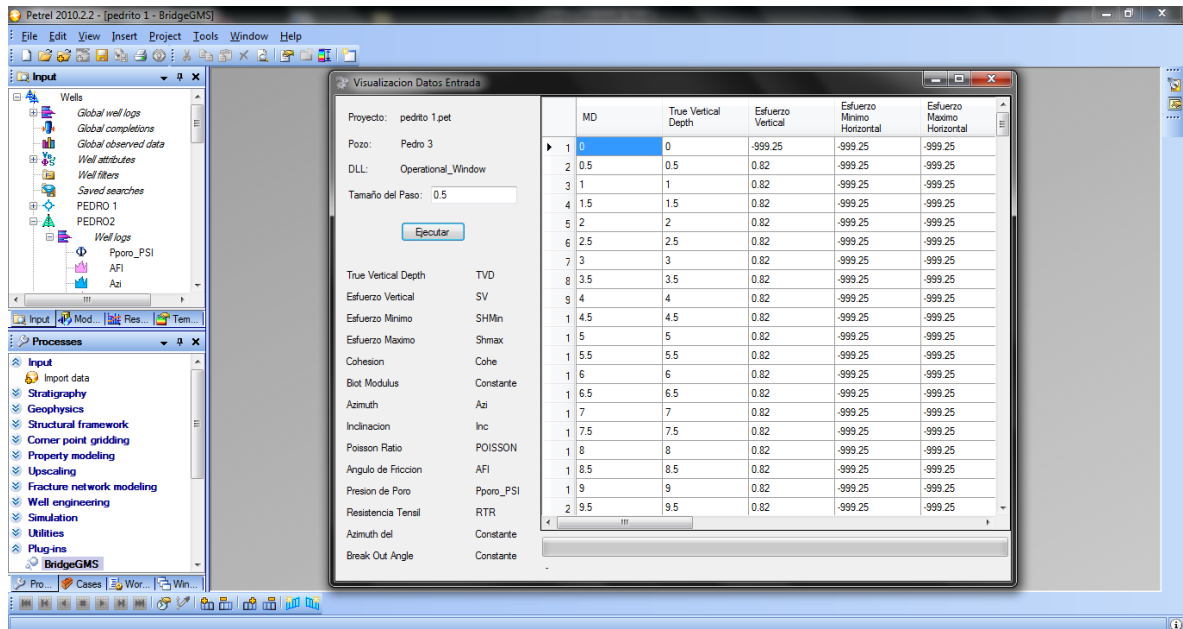 Petrel 2010.2.2 - [pedrito 1 - BridgeGMS]
File Edit View Insert Project Tools Window Help
Input
Wells
Global well logs
Global completions
Global observed data
Well attributes
Well filters
Saved searches
PEDRO 1
PEDRO2
Well logs
Pporo_PSI
AFI
Azi
Input Mod... Res... Tem...
Processes
Input
Import data
Stratigraphy
Geophysics
Structural framework
Corner point gridding
Property modeling
Upscaling
Fracture network modeling
Well engineering
Simulation
Utilities
Plug-ins
BridgeGMS
Pro... Cases Wor... Win...
Visualizacion Datos Entrada
Proyecto: pedrito 1.pet
Pozo: Pedro 3
DLL: Operational_Window
Tamaño del Paso: 0.5
Ejecutar
True Vertical Depth TVD
Esfuerzo Vertical SV
Esfuerzo Minimo SHMin
Esfuerzo Maximo Shmax
Cohesion Cohe
Biot Modulus Constante
Azimuth Azi
Inclinacion Inc
Poisson Ratio POISSON
Angulo de Friccion AFI
Presion de Poro Pporo_PSI
Resistencia Tensil RTR
Azimuth del Constante
Break Out Angle Constante
MD True Vertical Depth Esfuerzo Vertical Esfuerzo Minimo Horizontal Esfuerzo Maximo Horizontal
1 0 0 -999.25 -999.25 -999.25
2 0.5 0.5 0.82 -999.25 -999.25
3 1 1 0.82 -999.25 -999.25
4 1.5 1.5 0.82 -999.25 -999.25
5 2 2 0.82 -999.25 -999.25
6 2.5 2.5 0.82 -999.25 -999.25
7 3 3 0.82 -999.25 -999.25
8 3.5 3.5 0.82 -999.25 -999.25
9 4 4 0.82 -999.25 -999.25
1 4.5 4.5 0.82 -999.25 -999.25
1 5 5 0.82 -999.25 -999.25
1 5.5 5.5 0.82 -999.25 -999.25
1 6 6 0.82 -999.25 -999.25
1 6.5 6.5 0.82 -999.25 -999.25
1 7 7 0.82 -999.25 -999.25
1 7.5 7.5 0.82 -999.25 -999.25
1 8 8 0.82 -999.25 -999.25
1 8.5 8.5 0.82 -999.25 -999.25
1 9 9 0.82 -999.25 -999.25
2 9.5 9.5 0.82 -999.25 -999.25
-